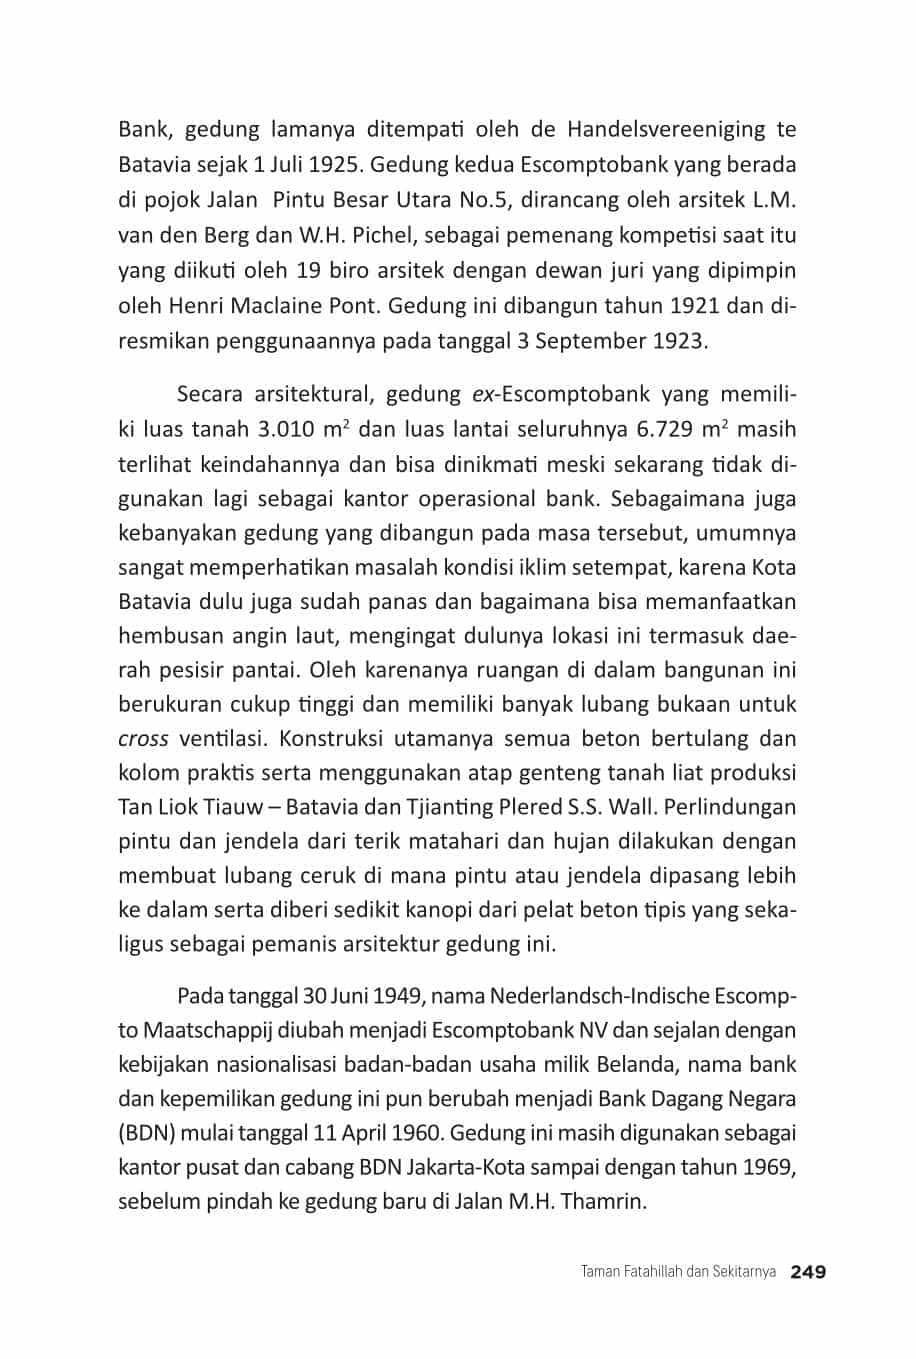 Bank, gedung lamanya ditempati oleh de Handelsvereeniging te
Batavia sejak 1 Juli 1925. Gedung kedua Escomptobank yang berada
di pojok Jalan Pintu Besar Utara No.5, dirancang oleh arsitek L.M.
van den Berg dan W.H. Pichel, sebagai pemenang kompetisi saat itu
yang diikuti oleh 19 biro arsitek dengan dewan juri yang dipimpin
oleh Henri Maclaine Pont. Gedung ini dibangun tahun 1921 dan di-
resmikan penggunaannya pada tanggal 3 September 1923.
Secara arsitektural, gedung ex-Escomptobank yang memili-
ki luas tanah 3.010 m² dan luas lantai seluruhnya 6.729 m² masih
terlihat keindahannya dan bisa dinikmati meski sekarang tidak di-
gunakan lagi sebagai kantor operasional bank. Sebagaimana juga
kebanyakan gedung yang dibangun pada masa tersebut, umumnya
sangat memperhatikan masalah kondisi iklim setempat, karena Kota
Batavia dulu juga sudah panas dan bagaimana bisa memanfaatkan
hembusan angin laut, mengingat dulunya lokasi ini termasuk dae-
rah pesisir pantai. Oleh karenanya ruangan di dalam bangunan ini
berukuran cukup tinggi dan memiliki banyak lubang bukaan untuk
cross ventilasi. Konstruksi utamanya semua beton bertulang dan
kolom praktis serta menggunakan atap genteng tanah liat produksi
Tan Liok Tiauw – Batavia dan Tjianting Plered S.S. Wall. Perlindungan
pintu dan jendela dari terik matahari dan hujan dilakukan dengan
membuat lubang ceruk di mana pintu atau jendela dipasang lebih
ke dalam serta diberi sedikit kanopi dari pelat beton tipis yang seka-
ligus sebagai pemanis arsitektur gedung ini.
Pada tanggal 30 Juni 1949, nama Nederlandsch-Indische Escomp-
to Maatschappij diubah menjadi Escomptobank NV dan sejalan dengan
kebijakan nasionalisasi badan-badan usaha milik Belanda, nama bank
dan kepemilikan gedung ini pun berubah menjadi Bank Dagang Negara
(BDN) mulai tanggal 11 April 1960. Gedung ini masih digunakan sebagai
kantor pusat dan cabang BDN Jakarta-Kota sampai dengan tahun 1969,
sebelum pindah ke gedung baru di Jalan M.H. Thamrin.
Taman Fatahillah dan Sekitarnya 249